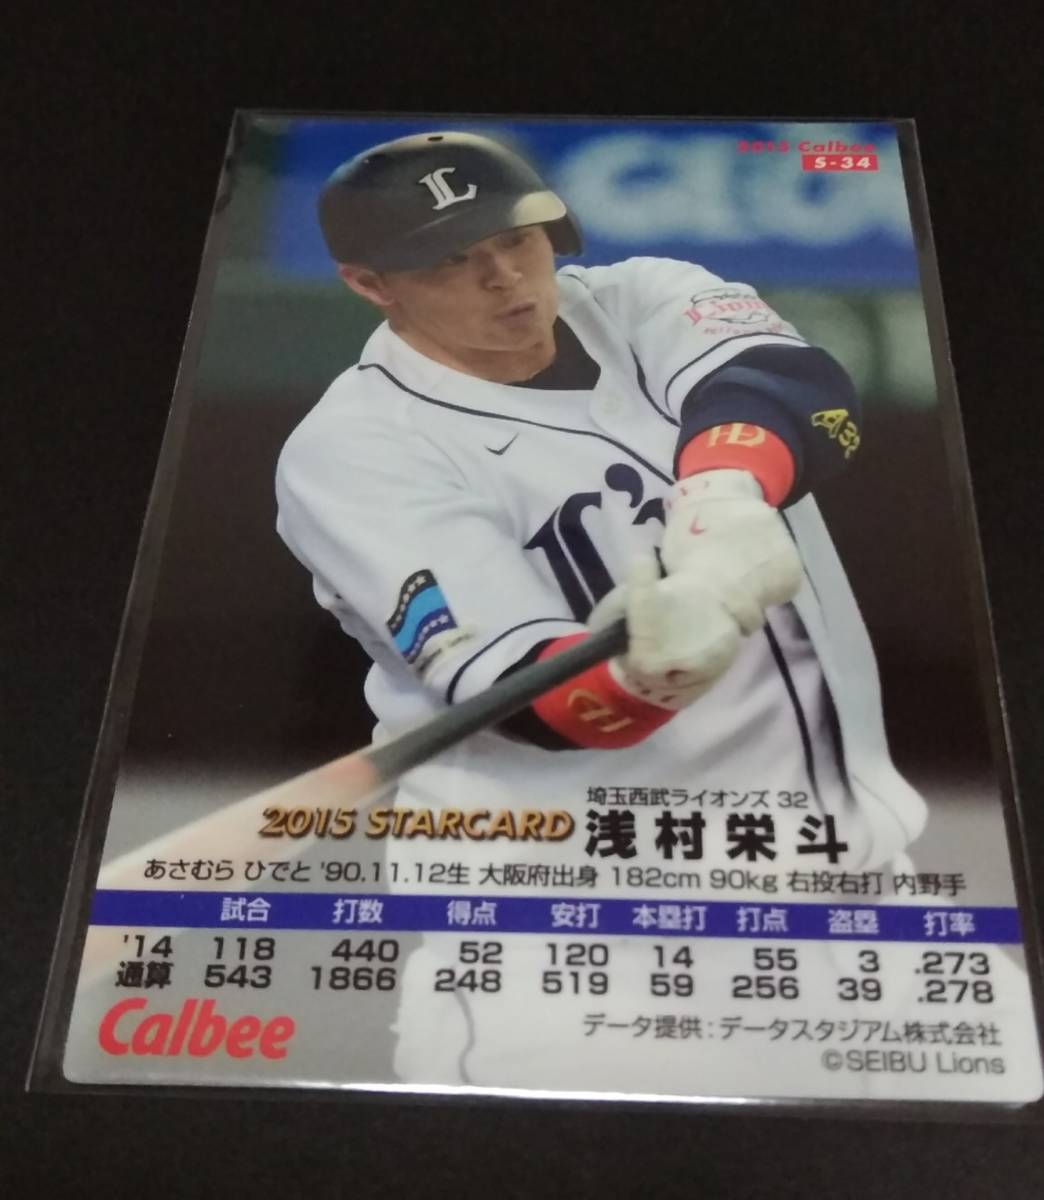 2015 Calbee
S-34
L
Lions
A32
L
埼玉西武ライオンズ 32
2015 STARCARD 浅村栄斗
あさむら ひでと '90.11.12生 大阪府出身 182cm 90kg 右投右打 内野手
試合 打数 得点 安打 本塁打 打点 盗塁 打率
'14 118 440 52 120 14 55 3 .273
通算 543 1866 248 519 59 256 39 .278
Calbee
データ提供:データスタジアム株式会社
©SEIBU Lions